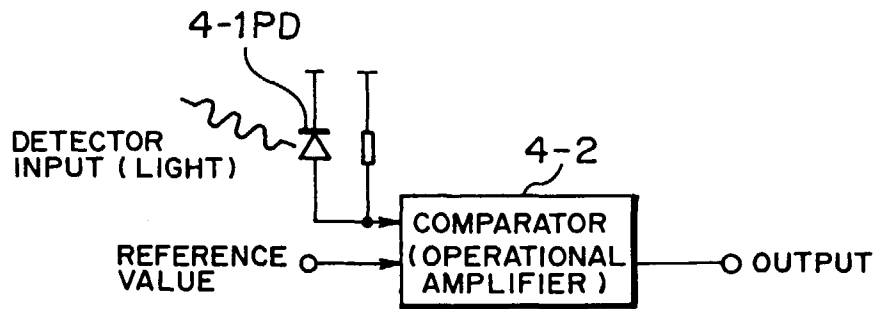 4-1PD
DETECTOR
INPUT (LIGHT)
4-2
COMPARATOR
(OPERATIONAL
AMPLIFIER)
REFERENCE
VALUE
OUTPUT